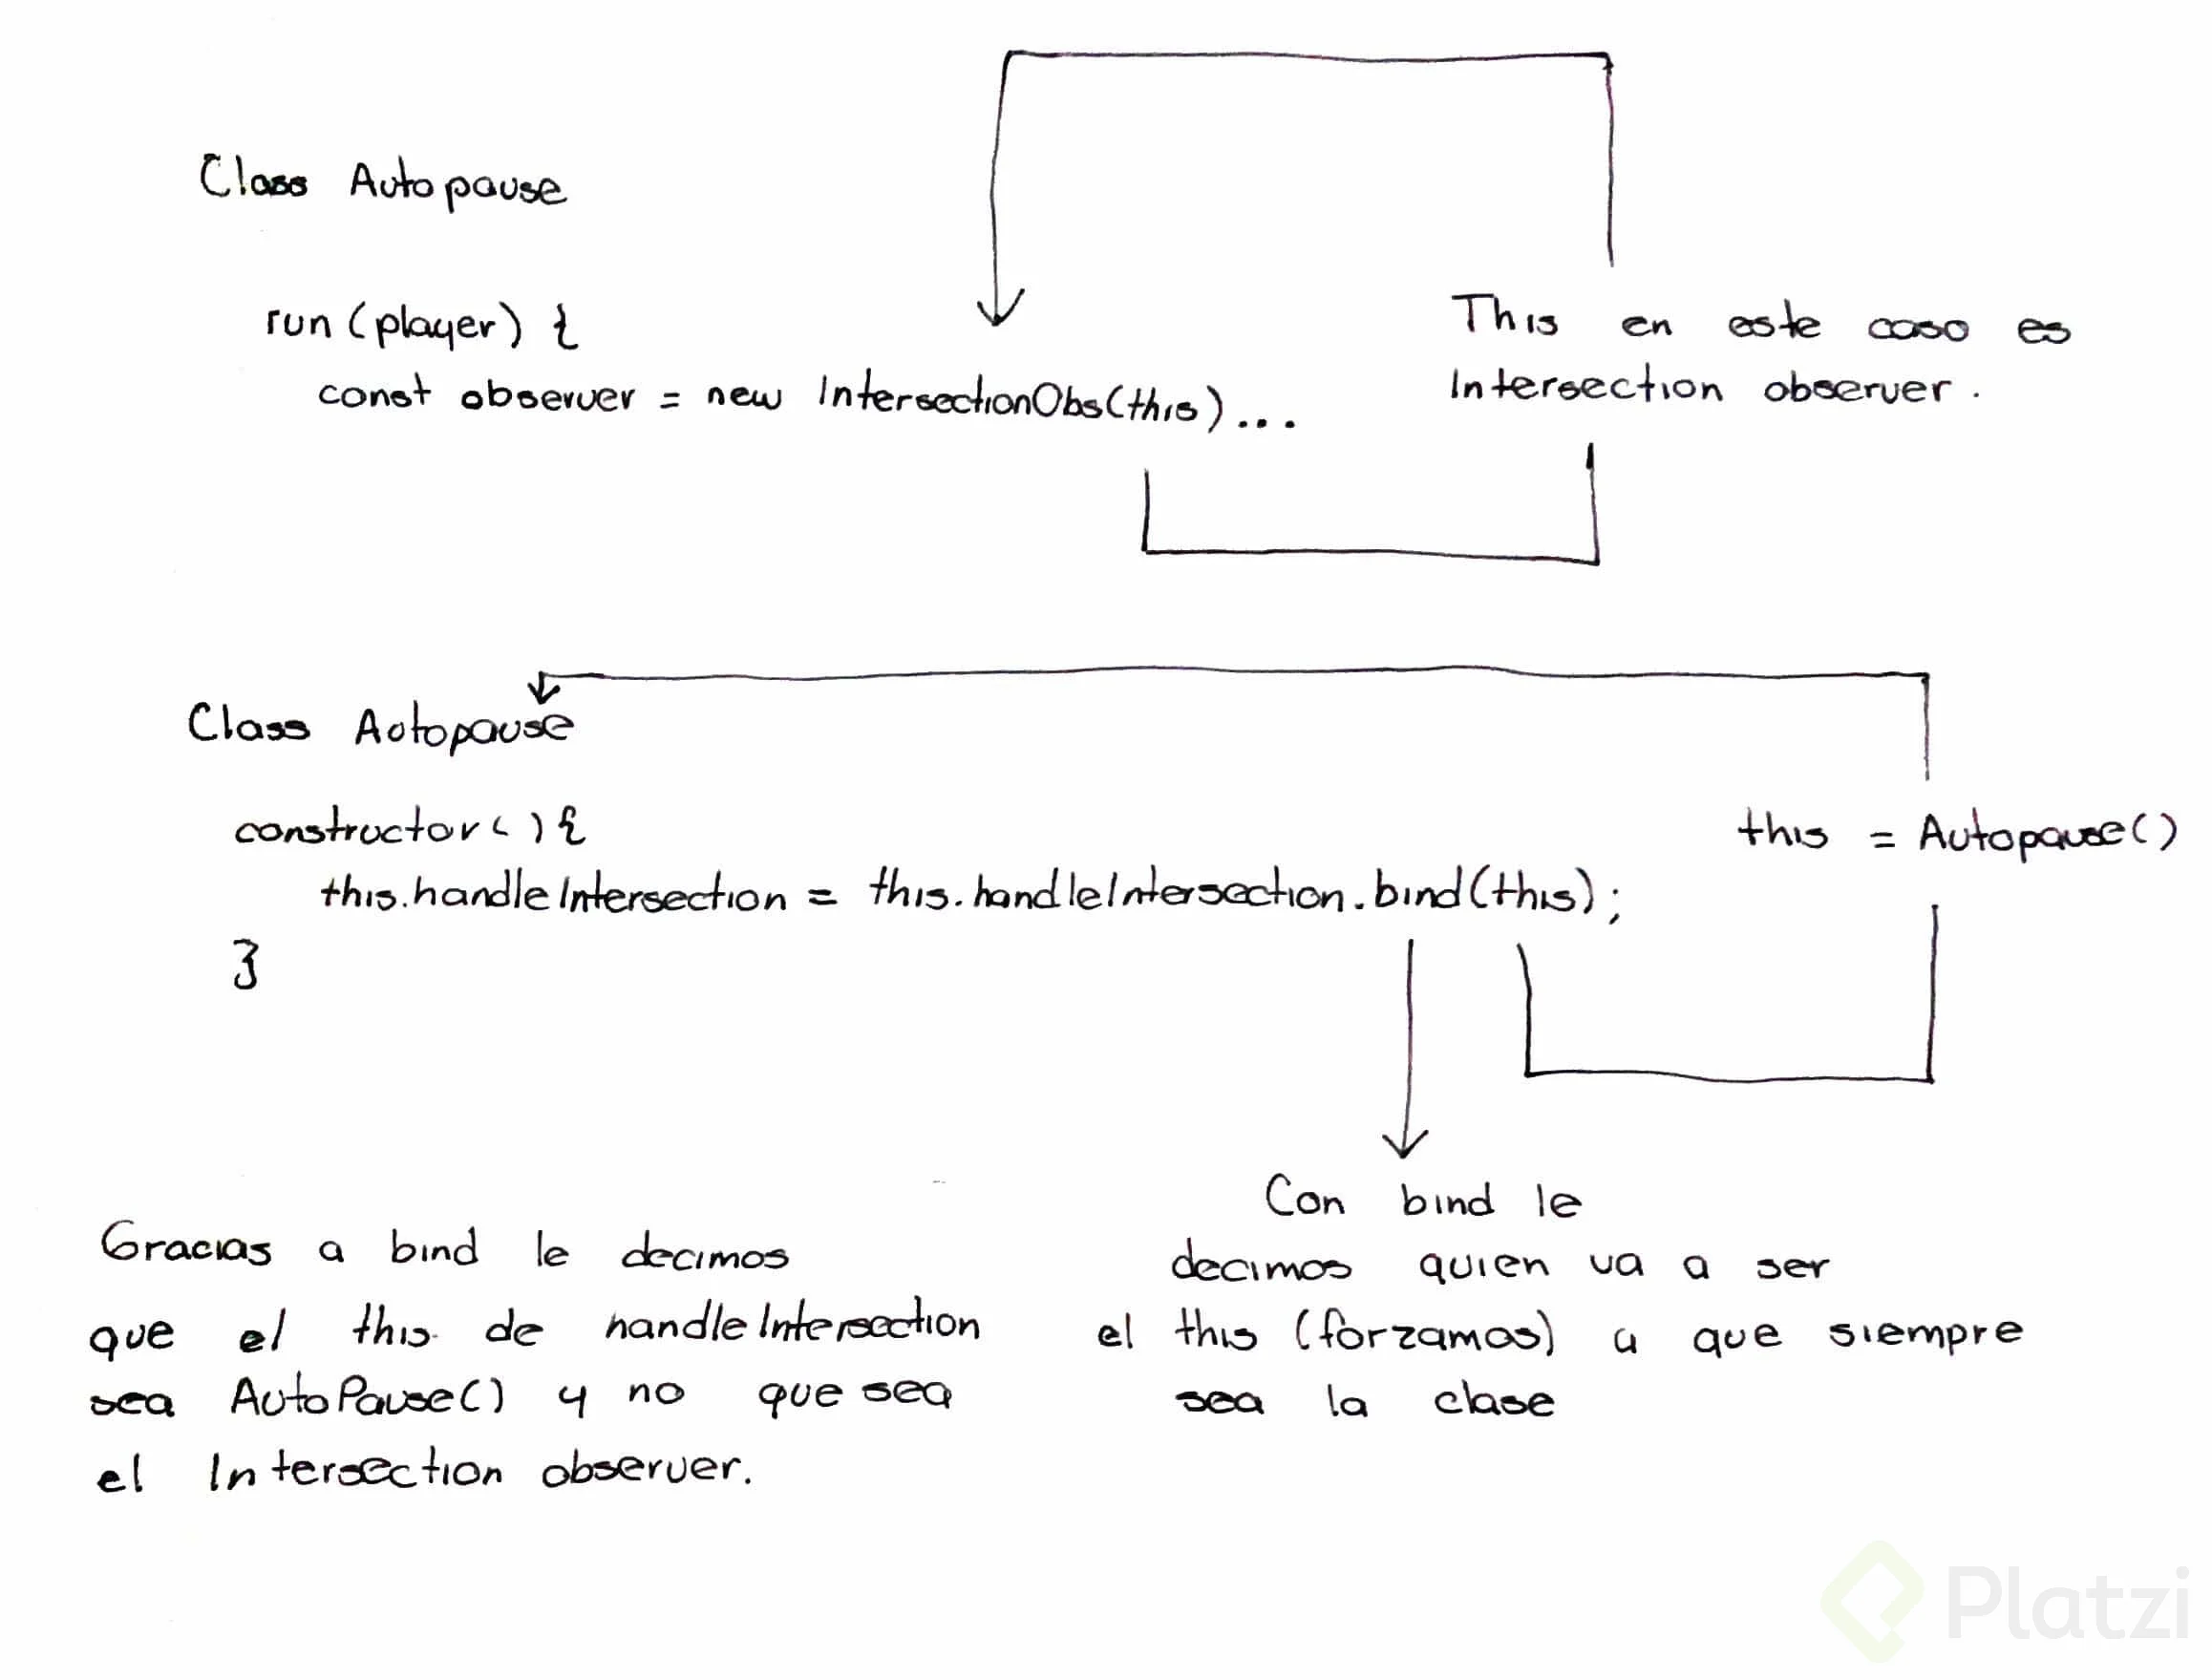 Class Autopause
run (player) {
const observer = new IntersectionObs(this)...
This en este caso es
Intersection observer.
Class Autopause
constructor() {
this.handleIntersection = this.handleIntersection.bind(this);
}
this = Autopause()
Gracias a bind le decimos
que el this de handleIntersection
sea AutoPause() y no que sea
el Intersection observer.
Con bind le
decimos quien va a ser
el this (forzamos) a que siempre
sea la clase
Platzi